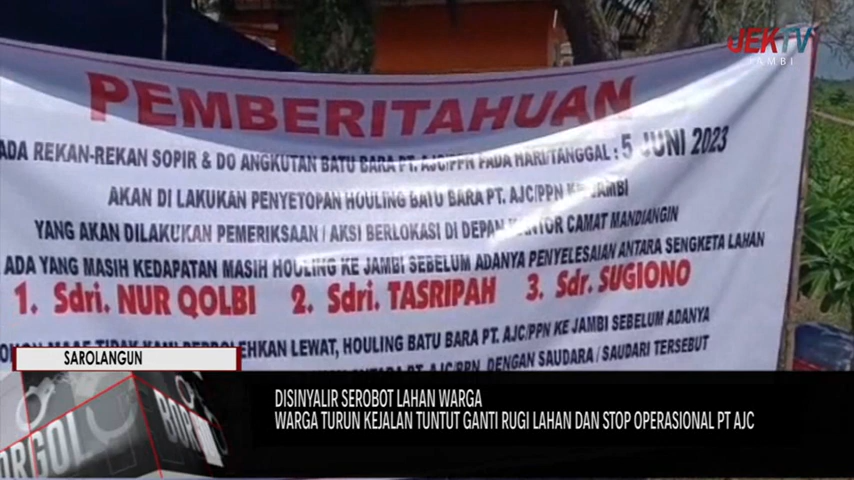 JEKTV
JAMBI
PEMBERITAHUAN
ADA REKAN-REKAN SOPIR & DO ANGKUTAN BATU BARA PT. AJC/PPN PADA HARI/TANGGAL : 5 JUNI 2023
AKAN DI LAKUKAN PENYETOPAN HOULING BATU BARA PT. AJC/PPN KE JAMBI
YANG AKAN DILAKUKAN PEMERIKSAAN / AKSI BERLOKASI DI DEPAN KANTOR CAMAT MANDIANGIN
ADA YANG MASIH KEDAPATAN MASIH HOULING KE JAMBI SEBELUM ADANYA PENYELESAIAN ANTARA SENGKETA LAHAN
1. Sdri. NUR QOLBI 2. Sdri. TASRIPAH 3. Sdr. SUGIONO
MAAF TIDAK KAMI PERBOLEHKAN LEWAT, HOULING BATU BARA PT. AJC/PPN KE JAMBI SEBELUM ADANYA
PT. AJC/PPN, DENGAN SAUDARA / SAUDARI TERSEBUT
SAROLANGUN
BORGOL
DISINYALIR SEROBOT LAHAN WARGA
WARGA TURUN KEJALAN TUNTUT GANTI RUGI LAHAN DAN STOP OPERASIONAL PT AJC